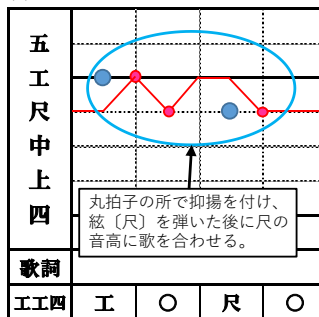 五
工
尺
中
上
四
丸拍子の所で抑揚を付け、
絃〔尺〕を弾いた後に尺の
音高に歌を合わせる。
歌詞
工工四 工 〇 尺 〇